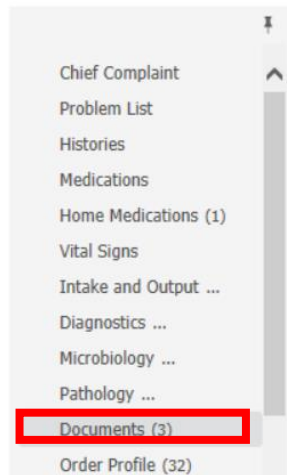 Chief Complaint
Problem List
Histories
Medications
Home Medications (1)
Vital Signs
Intake and Output ...
Diagnostics ...
Microbiology ...
Pathology ...
Documents (3)
Order Profile (32)